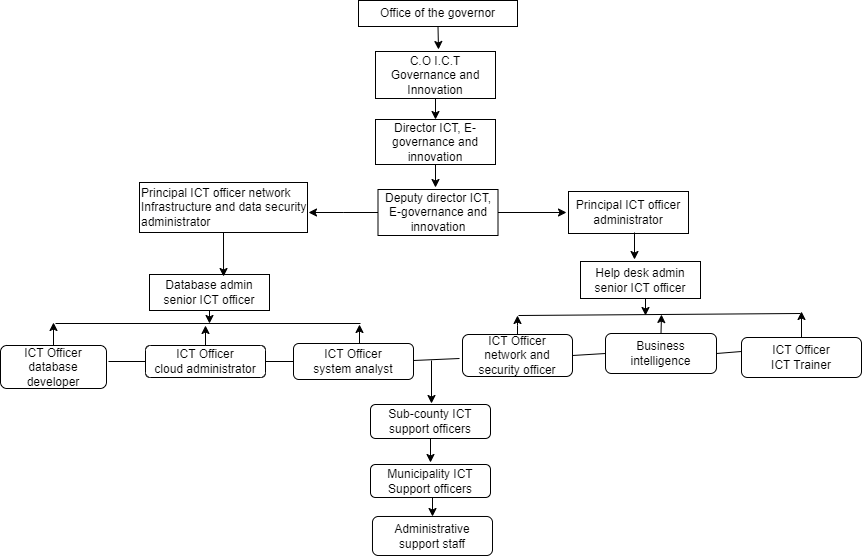 Office of the governor
C.O I.C.T
Governance and
Innovation
Director ICT, E-
governance and
innovation
Principal ICT officer network
Infrastructure and data security
administrator
Deputy director ICT,
E-governance and
innovation
Principal ICT officer
administrator
Database admin
senior ICT officer
Help desk admin
senior ICT officer
ICT Officer
database
developer
ICT Officer
cloud administrator
ICT Officer
system analyst
ICT Officer
network and
security officer
Business
intelligence
ICT Officer
ICT Trainer
Sub-county ICT
support officers
Municipality ICT
Support officers
Administrative
support staff